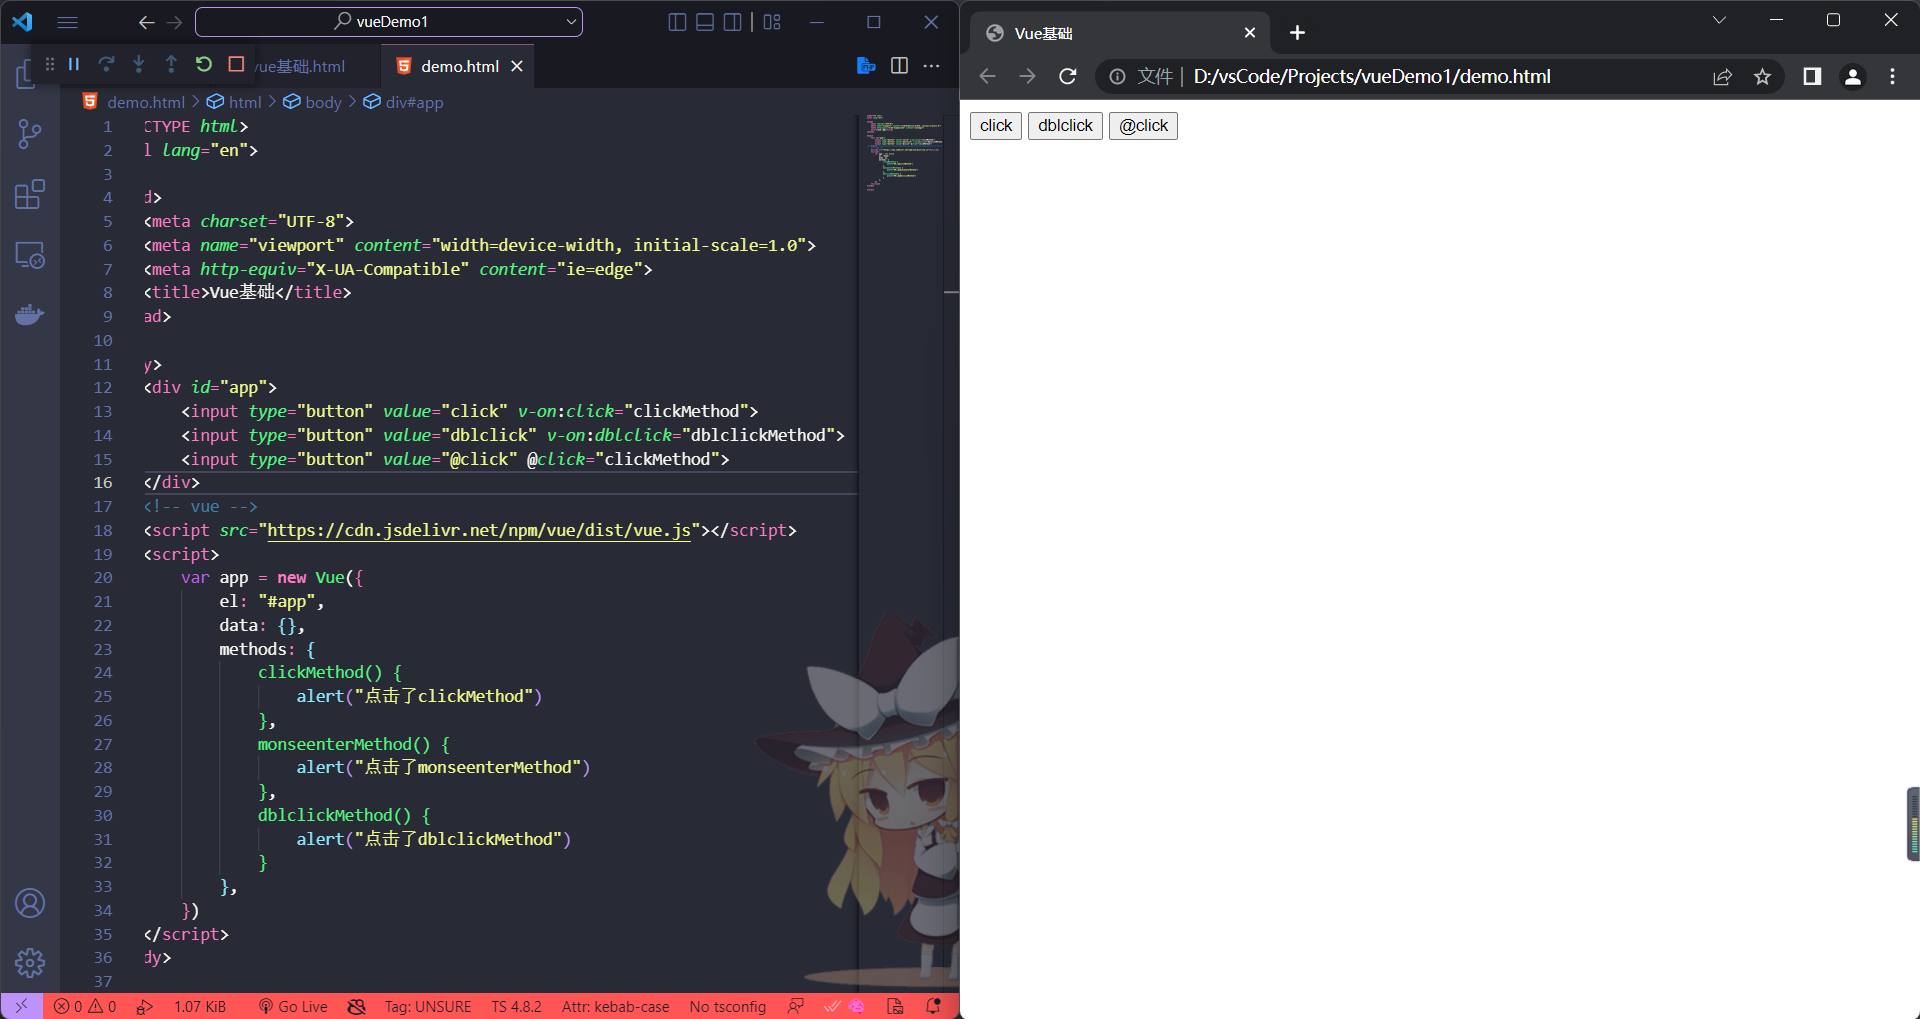 vueDemo1
vue基础.html
demo.html
demo.html > html > body > div#app
1 CTYPE html>
2 l lang="en">
3
4 d>
5 <meta charset="UTF-8">
6 <meta name="viewport" content="width=device-width, initial-scale=1.0">
7 <meta http-equiv="X-UA-Compatible" content="ie=edge">
8 <title>Vue基础</title>
9 ad>
10
11 y>
12 <div id="app">
13 <input type="button" value="click" v-on:click="clickMethod">
14 <input type="button" value="dblclick" v-on:dblclick="dblclickMethod">
15 <input type="button" value="@click" @click="clickMethod">
16 </div>
17 <!-- vue -->
18 <script src="https://cdn.jsdelivr.net/npm/vue/dist/vue.js"></script>
19 <script>
20 var app = new Vue({
21 el: "#app",
22 data: {},
23 methods: {
24 clickMethod() {
25 alert("点击了clickMethod")
26 },
27 monseenterMethod() {
28 alert("点击了monseenterMethod")
29 },
30 dblclickMethod() {
31 alert("点击了dblclickMethod")
32 }
33 },
34 })
35 </script>
36 dy>
37
0 0 1.07 KiB Go Live Tag: UNSURE TS 4.8.2 Attr: kebab-case No tsconfig
Vue基础
文件 | D:/vsCode/Projects/vueDemo1/demo.html
click dblclick @click